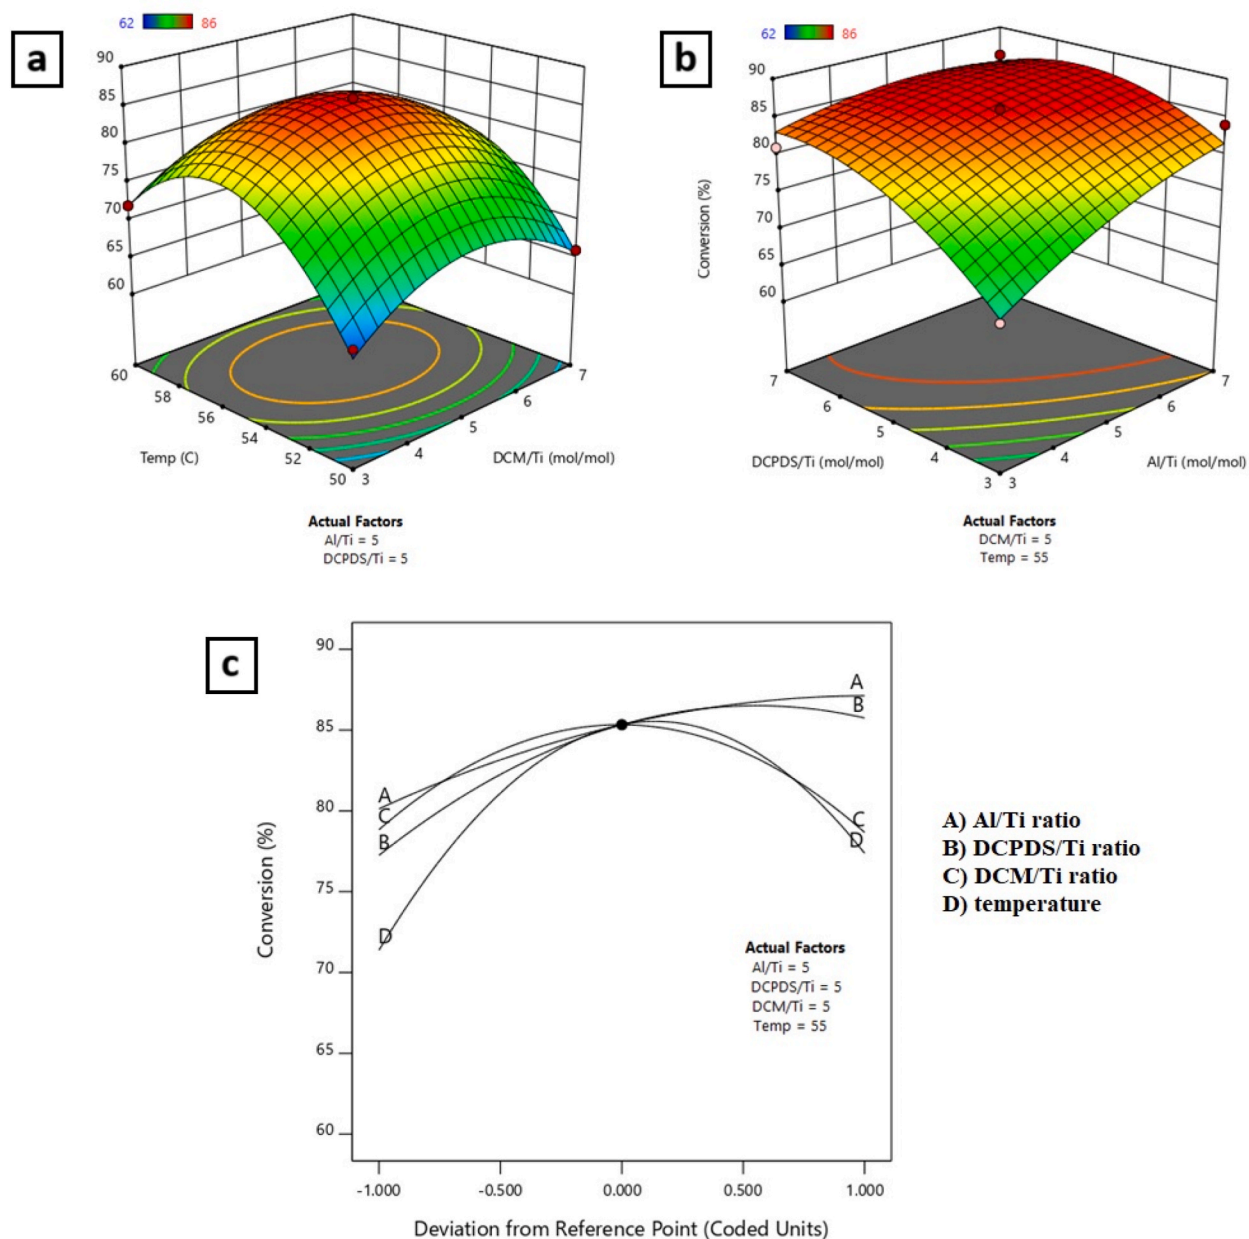 a
62 86
90
85
80
75
70
65
60
60
58
56
54
52
50
3
4
5
6
7
Temp (C)
DCM/Ti (mol/mol)
Actual Factors
Al/Ti = 5
DCPDS/Ti = 5
b
62 86
90
85
80
75
70
65
60
Conversion (%)
7
6
5
4
3
3
4
5
6
7
DCPDS/Ti (mol/mol)
Al/Ti (mol/mol)
Actual Factors
DCM/Ti = 5
Temp = 55
c
90
85
80
75
70
65
60
Conversion (%)
A
C
B
D
A
B
C
D
Actual Factors
Al/Ti = 5
DCPDS/Ti = 5
DCM/Ti = 5
Temp = 55
-1.000 -0.500 0.000 0.500 1.000
Deviation from Reference Point (Coded Units)
A) Al/Ti ratio
B) DCPDS/Ti ratio
C) DCM/Ti ratio
D) temperature